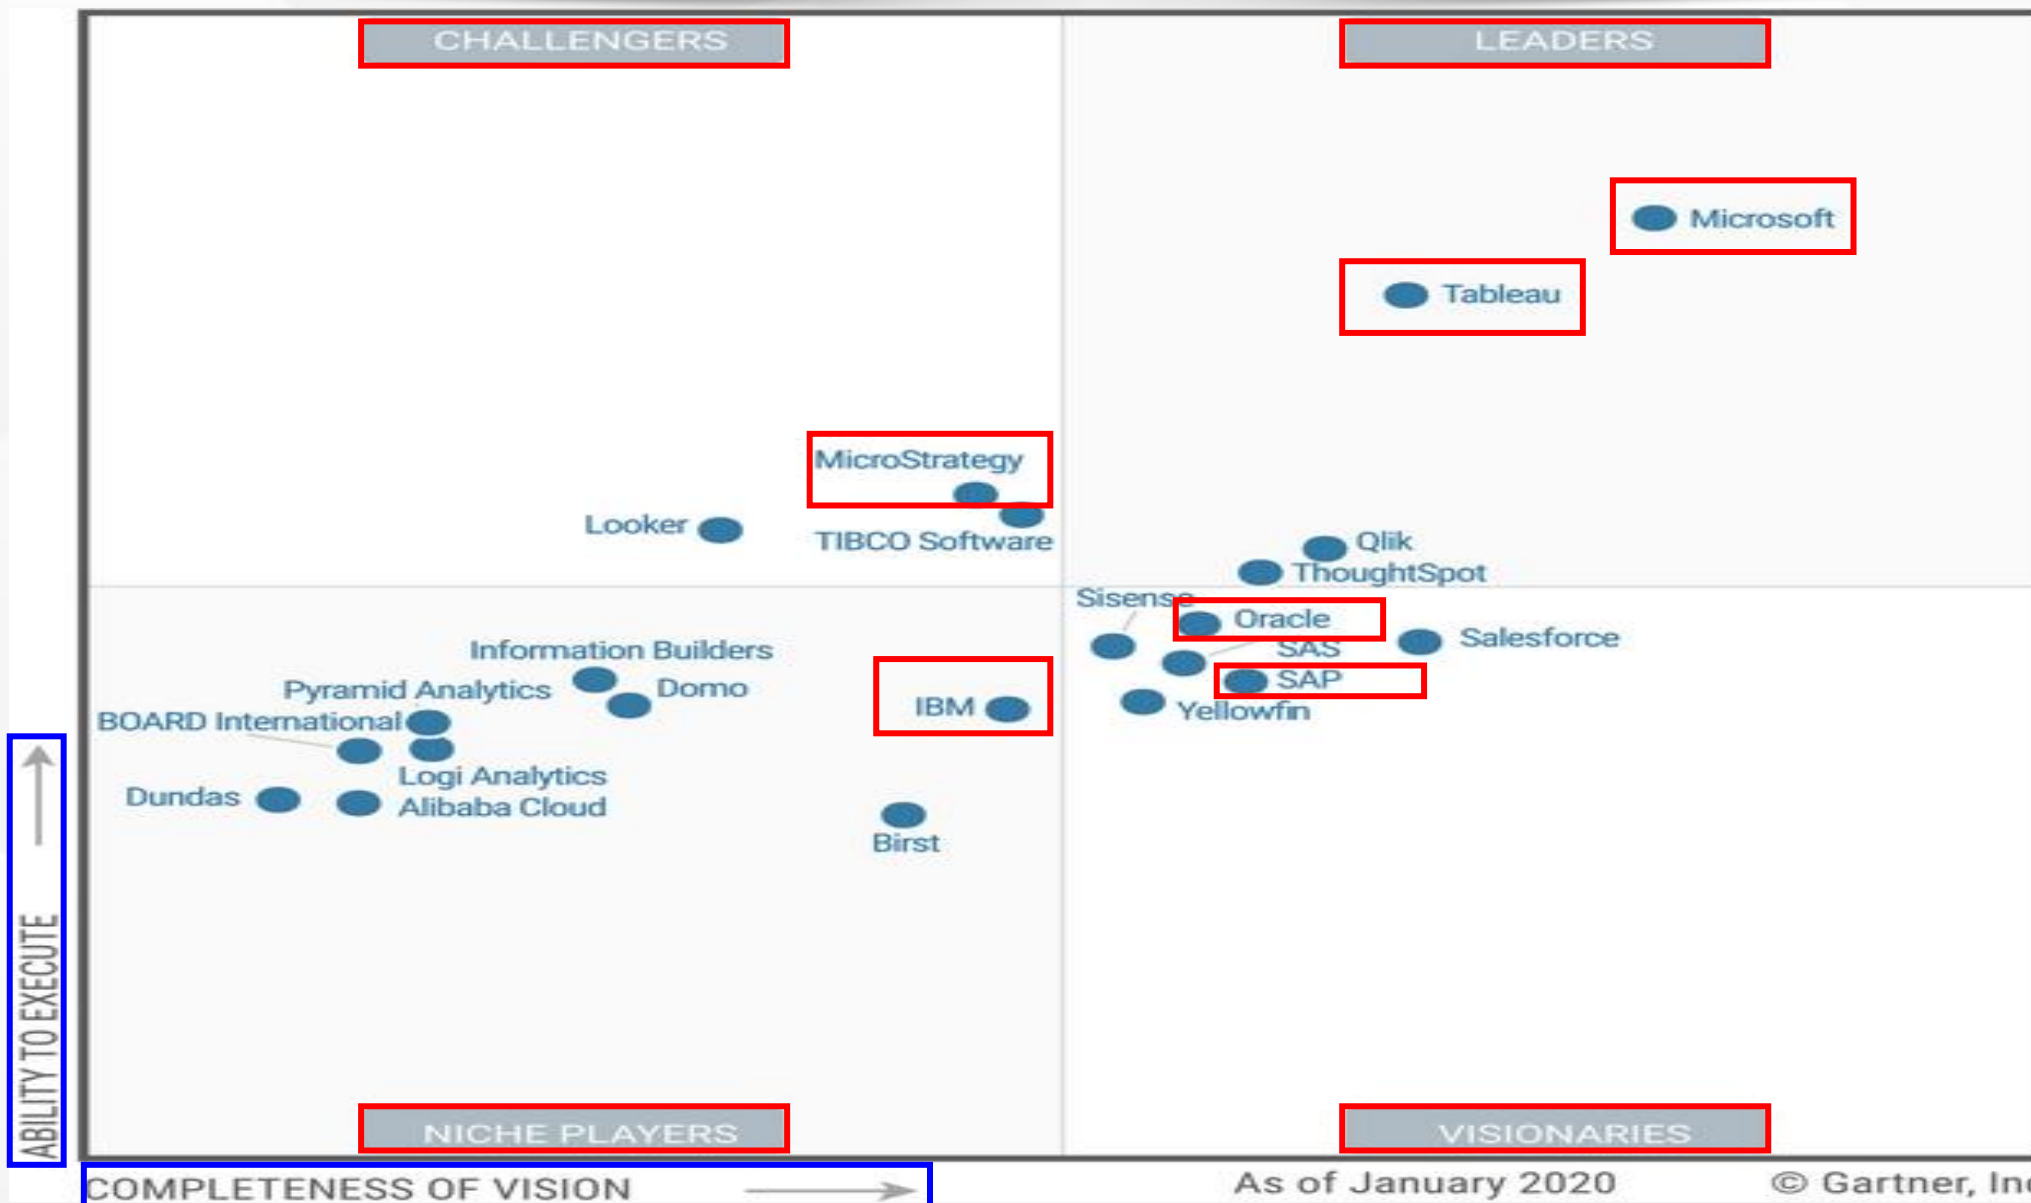 CHALLENGERS
LEADERS
Microsoft
Tableau
MicroStrategy
Looker
TIBCO Software
Qlik
ThoughtSpot
Sisense
Oracle
Salesforce
SAS
Information Builders
SAP
Pyramid Analytics
Domo
IBM
Yellowfin
BOARD International
Logi Analytics
Dundas
Alibaba Cloud
Birst
ABILITY TO EXECUTE
NICHE PLAYERS
VISIONARIES
COMPLETENESS OF VISION
As of January 2020
© Gartner, Inc